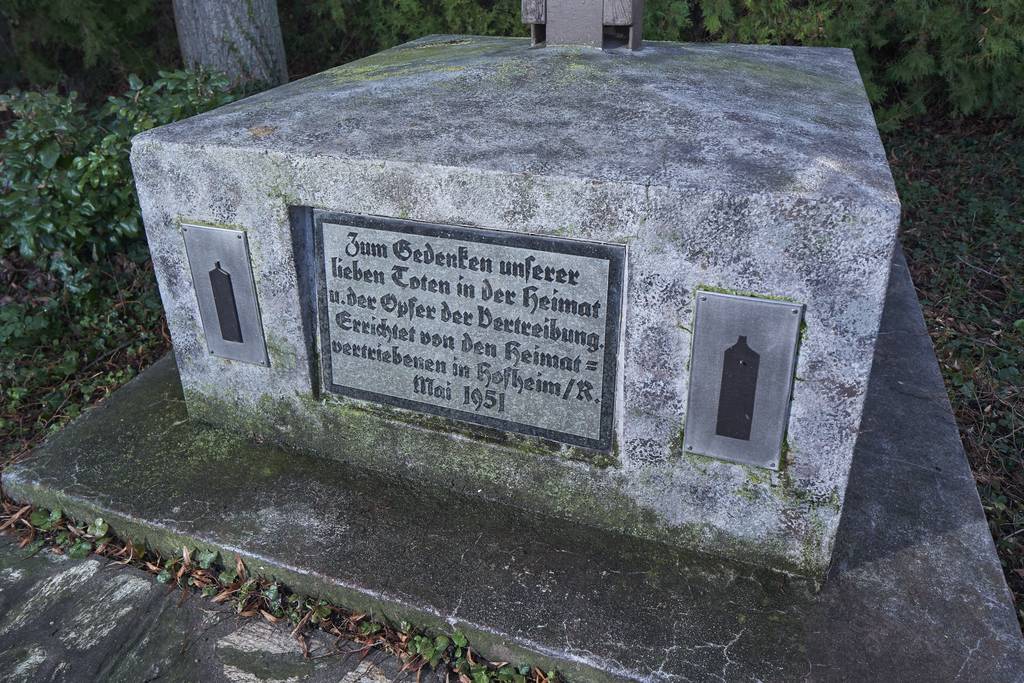 Zum Gedenken unserer
lieben Toten in der Heimat
u. der Opfer der Vertreibung.
Errichtet von den Heimat=
vertriebenen in Hofheim/R.
Mai 1951